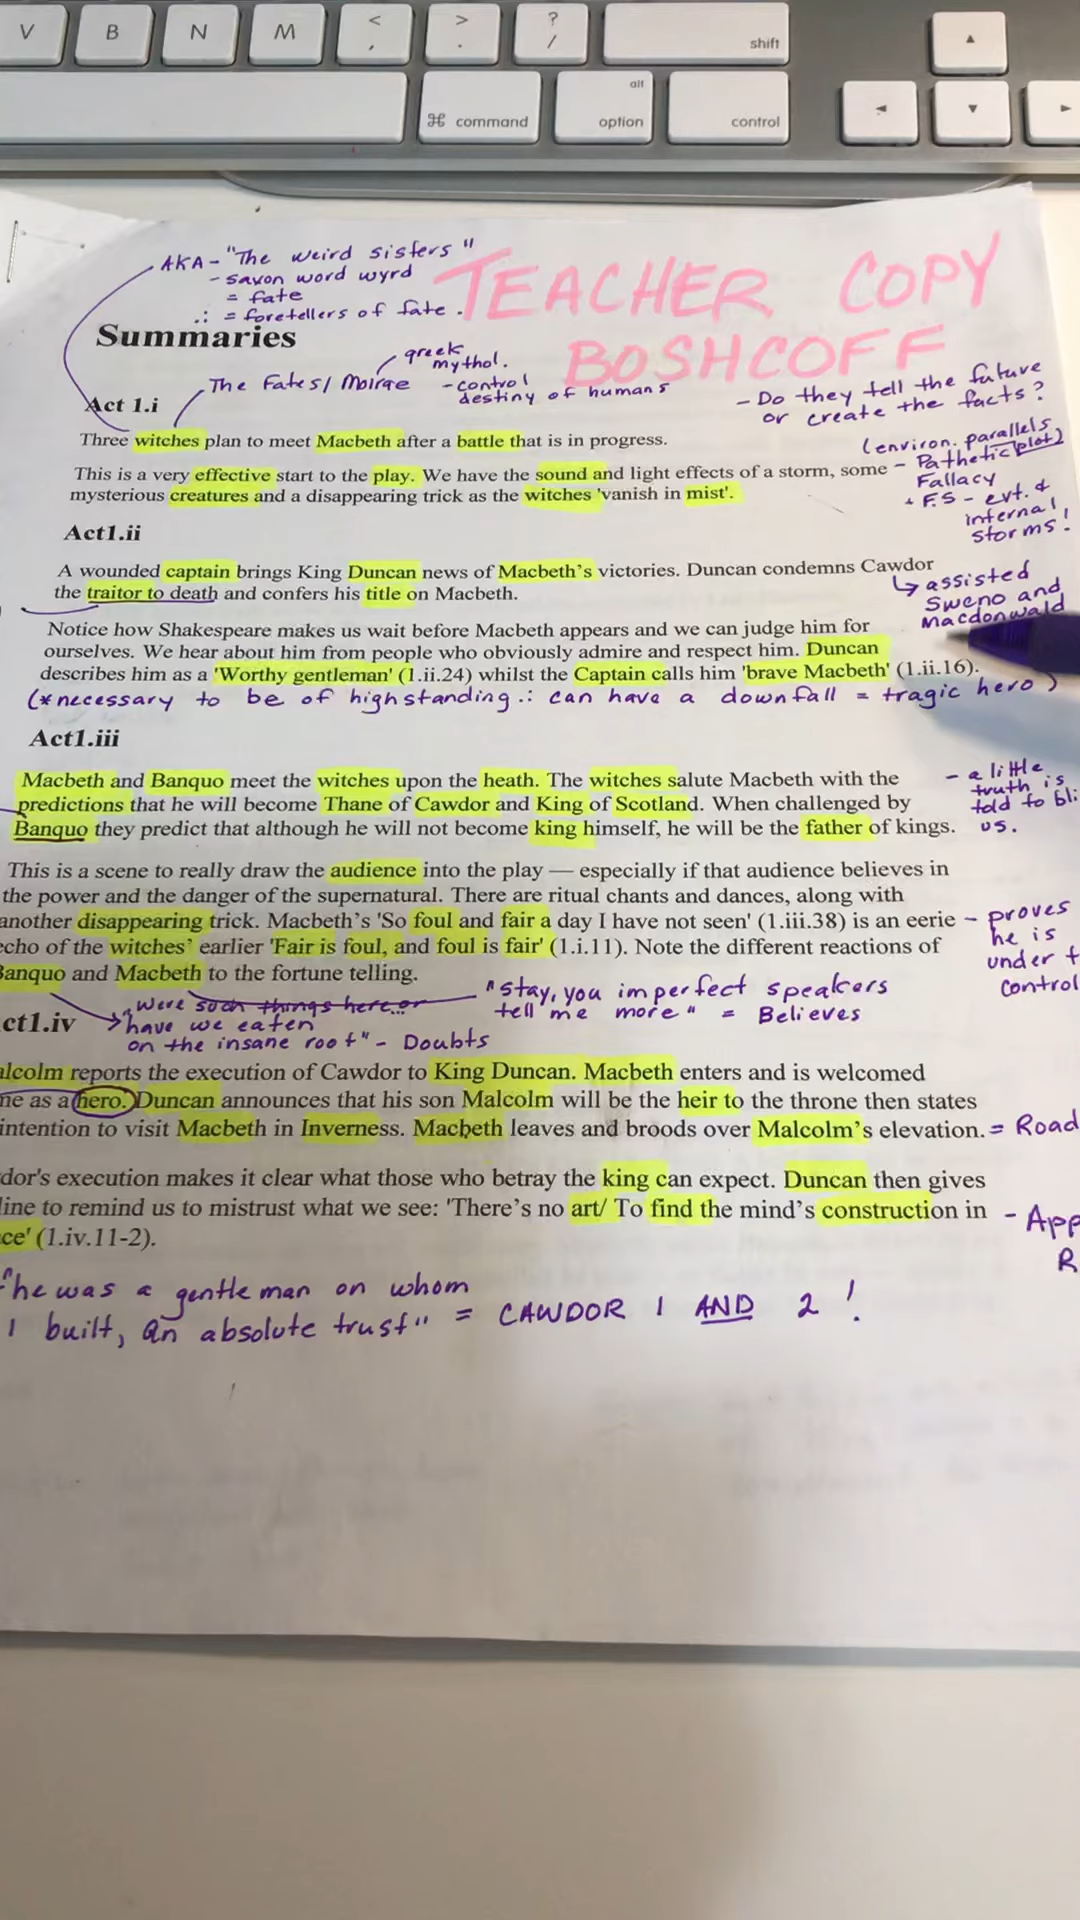 V B N M < , > . ? / shift
⌘ command alt option control
AKA - "The weird sisters"
- saxon word wyrd
= fate
∴ = foretellers of fate.
TEACHER COPY
BOSHCOFF
Summaries
greek
mythol.
The Fates/ Moirae - control
destiny of humans
- Do they tell the future
or create the facts?
Act 1.i
Three witches plan to meet Macbeth after a battle that is in progress.
(environ. parallels
plot)
This is a very effective start to the play. We have the sound and light effects of a storm, some
mysterious creatures and a disappearing trick as the witches 'vanish in mist'.
- Pathetic
Fallacy
+ F.S - ext. &
internal
storms!
Act1.ii
A wounded captain brings King Duncan news of Macbeth's victories. Duncan condemns Cawdor
the traitor to death and confers his title on Macbeth.
↳ assisted
Sweno and
Macdonwald
Notice how Shakespeare makes us wait before Macbeth appears and we can judge him for
ourselves. We hear about him from people who obviously admire and respect him. Duncan
describes him as a 'Worthy gentleman' (1.ii.24) whilst the Captain calls him 'brave Macbeth' (1.ii.16).
(*necessary to be of high standing ∴ can have a downfall = tragic hero)
Act1.iii
Macbeth and Banquo meet the witches upon the heath. The witches salute Macbeth with the
predictions that he will become Thane of Cawdor and King of Scotland. When challenged by
Banquo they predict that although he will not become king himself, he will be the father of kings.
- a little
truth is
told to
us.
This is a scene to really draw the audience into the play — especially if that audience believes in
the power and the danger of the supernatural. There are ritual chants and dances, along with
another disappearing trick. Macbeth's 'So foul and fair a day I have not seen' (1.iii.38) is an eerie
echo of the witches' earlier 'Fair is foul, and foul is fair' (1.i.11). Note the different reactions of
Banquo and Macbeth to the fortune telling.
- proves
he is
under
control
"Were such things here...or
have we eaten
on the insane root" - Doubts
"stay, you imperfect speakers
tell me more" = Believes
ct1.iv
alcolm reports the execution of Cawdor to King Duncan. Macbeth enters and is welcomed
me as a hero. Duncan announces that his son Malcolm will be the heir to the throne then states
intention to visit Macbeth in Inverness. Macbeth leaves and broods over Malcolm's elevation.
= Road
dor's execution makes it clear what those who betray the king can expect. Duncan then gives
line to remind us to mistrust what we see: 'There's no art/ To find the mind's construction in
ce' (1.iv.11-2).
- App
R
"he was a gentleman on whom
I built, an absolute trust" = CAWDOR 1 AND 2!